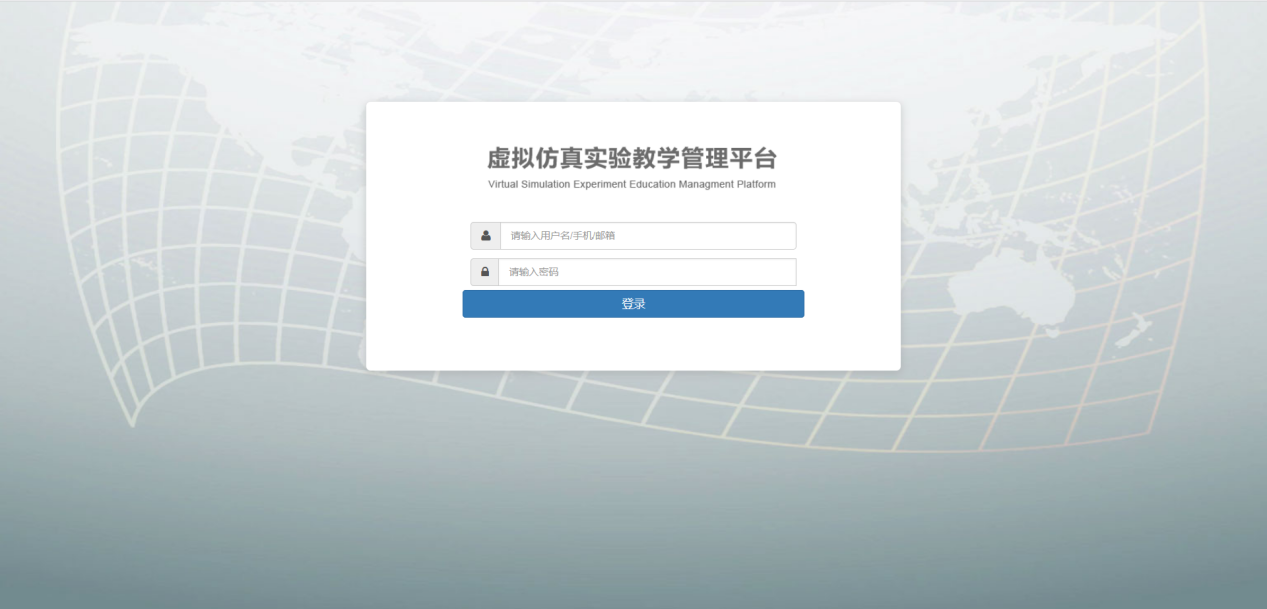 虚拟仿真实验教学管理平台
Virtual Simulation Experiment Education Managment Platform
请输入用户名/手机/邮箱
请输入密码
登录